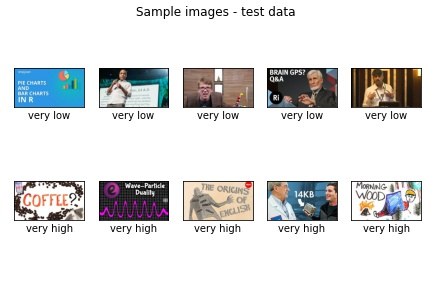 Sample images - test data
PIE CHARTS
AND
BAR CHARTS
IN R
BRAIN GPS?
Q&A
Ri
very low very low very low very low very low
COFFEE?
Wave-Particle
Duality
THE ORIGINS
OF
ENGLISH
14KB
MORNING
WOOD
very high very high very high very high very high